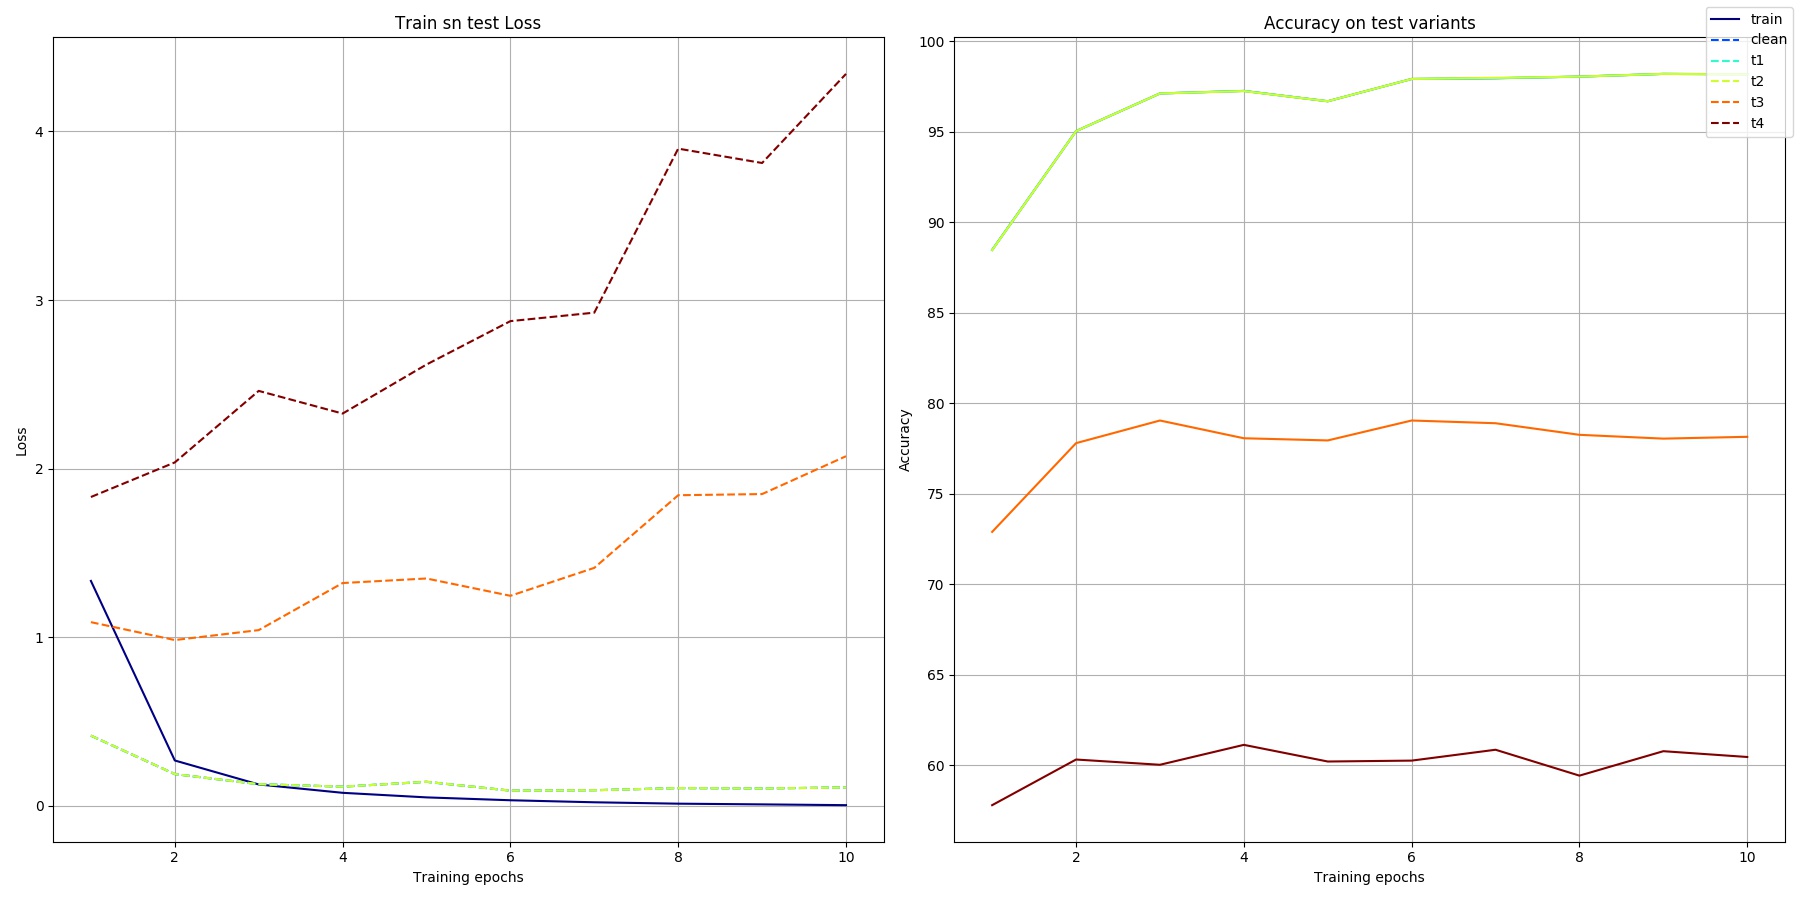 Train sn test Loss
Loss
4
3
2
1
0
2 4 6 8 10
Training epochs
Accuracy on test variants
Accuracy
100
95
90
85
80
75
70
65
60
2 4 6 8 10
Training epochs
train
clean
t1
t2
t3
t4